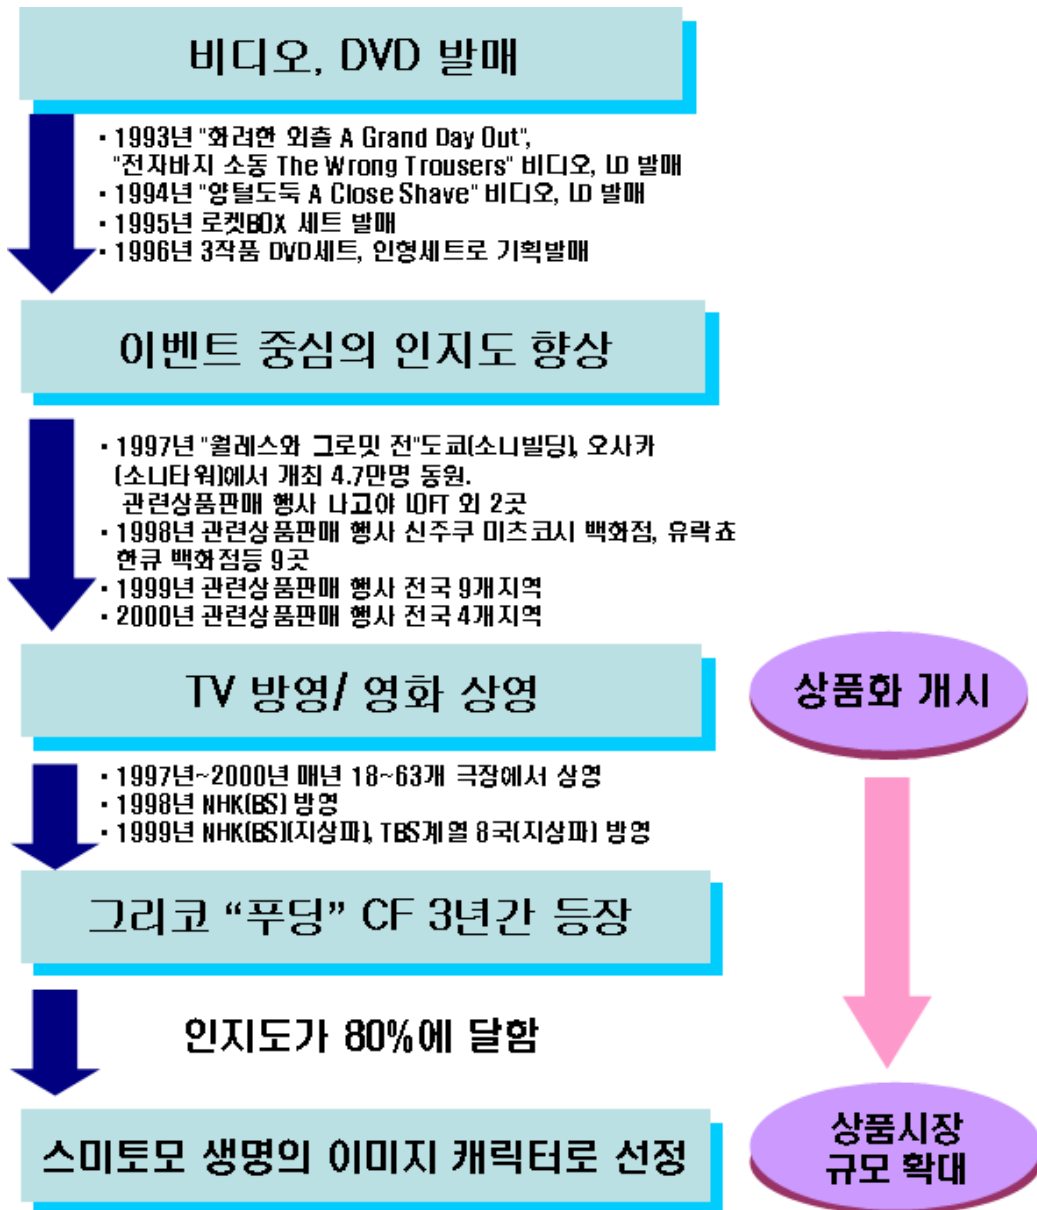 비디오, DVD 발매
· 1993년 "화려한 외출 A Grand Day Out",
"전자바지 소동 The Wrong Trousers" 비디오, LD 발매
· 1994년 "양털도둑 A Close Shave" 비디오, LD 발매
· 1995년 로켓BOX 세트 발매
· 1996년 3작품 DVD세트, 인형세트로 기획발매
이벤트 중심의 인지도 향상
· 1997년 "월레스와 그로밋 전"도쿄(소니빌딩), 오사카
(소니타워)에서 개최 4.7만명 동원.
관련상품판매 행사 나고야 LOFT 외 2곳
· 1998년 관련상품판매 행사 신주쿠 미츠코시 백화점, 유락쵸
한큐 백화점등 9곳
· 1999년 관련상품판매 행사 전국 9개지역
· 2000년 관련상품판매 행사 전국 4개지역
TV 방영/ 영화 상영
상품화 개시
· 1997년~2000년 매년 18~63개 극장에서 상영
· 1998년 NHK(BS) 방영
· 1999년 NHK(BS)(지상파), TBS계열 8국(지상파) 방영
그리코 “푸딩” CF 3년간 등장
인지도가 80%에 달함
스미토모 생명의 이미지 캐릭터로 선정
상품시장
규모 확대